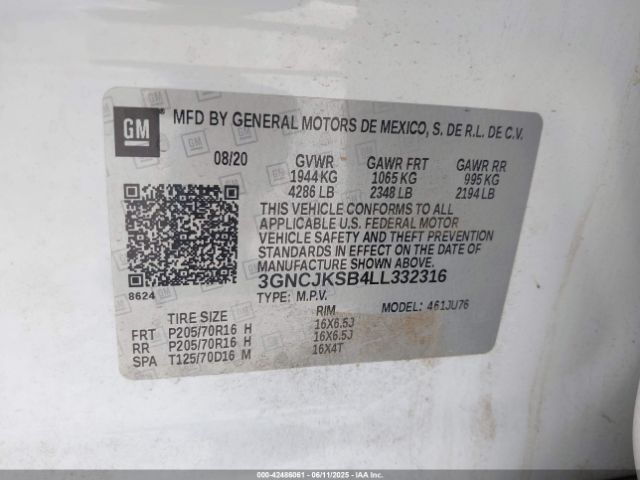 GM MFD BY GENERAL MOTORS DE MEXICO, S. DE R.L. DE C.V.
08/20 GVWR GAWR FRT GAWR RR
1944 KG 1065 KG 995 KG
4286 LB 2348 LB 2194 LB
THIS VEHICLE CONFORMS TO ALL
APPLICABLE U.S. FEDERAL MOTOR
VEHICLE SAFETY AND THEFT PREVENTION
STANDARDS IN EFFECT ON THE DATE OF
MANUFACTURE SHOWN ABOVE.
3GNCJKSB4LL332316
8624 TYPE: M.P.V. MODEL: 461JU76
TIRE SIZE RIM
FRT P205/70R16 H 16X6.5J
RR P205/70R16 H 16X6.5J
SPA T125/70D16 M 16X4T
000-42486061 - 06/11/2025 - IAAI.COM